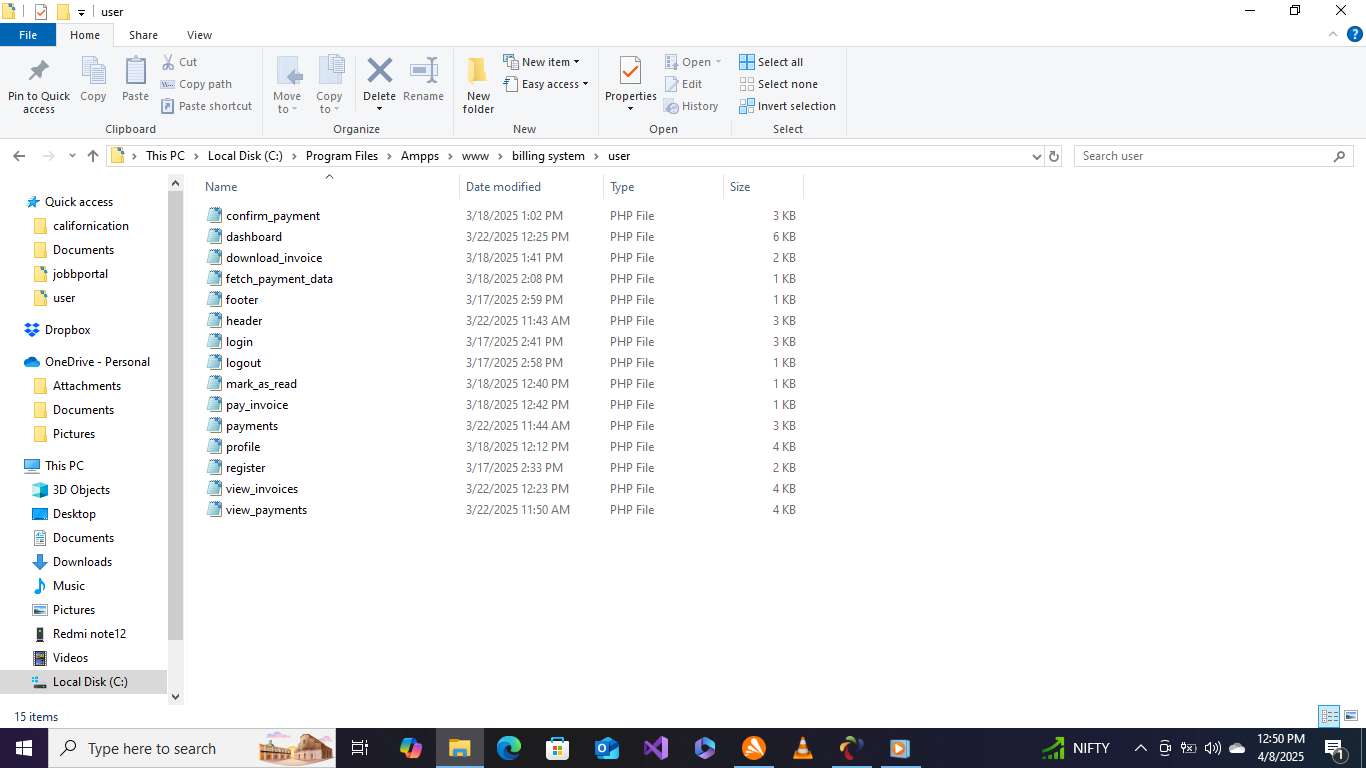 user
File Home Share View
Pin to Quick access
Copy
Paste
Cut
Copy path
Paste shortcut
Clipboard
Move to
Copy to
Delete
Rename
Organize
New folder
New item
Easy access
New
Properties
Open
Edit
History
Open
Select all
Select none
Invert selection
Select
This PC > Local Disk (C:) > Program Files > Ampps > www > billing system > user
Search user
Quick access
californication
Documents
jobbportal
user
Dropbox
OneDrive - Personal
Attachments
Documents
Pictures
This PC
3D Objects
Desktop
Documents
Downloads
Music
Pictures
Redmi note12
Videos
Local Disk (C:)
Name Date modified Type Size
confirm_payment 3/18/2025 1:02 PM PHP File 3 KB
dashboard 3/22/2025 12:25 PM PHP File 6 KB
download_invoice 3/18/2025 1:41 PM PHP File 2 KB
fetch_payment_data 3/18/2025 2:08 PM PHP File 1 KB
footer 3/17/2025 2:59 PM PHP File 1 KB
header 3/22/2025 11:43 AM PHP File 3 KB
login 3/17/2025 2:41 PM PHP File 3 KB
logout 3/17/2025 2:58 PM PHP File 1 KB
mark_as_read 3/18/2025 12:40 PM PHP File 1 KB
pay_invoice 3/18/2025 12:42 PM PHP File 1 KB
payments 3/22/2025 11:44 AM PHP File 3 KB
profile 3/18/2025 12:12 PM PHP File 4 KB
register 3/17/2025 2:33 PM PHP File 2 KB
view_invoices 3/22/2025 12:23 PM PHP File 4 KB
view_payments 3/22/2025 11:50 AM PHP File 4 KB
15 items
Type here to search
NIFTY
12:50 PM
4/8/2025
1